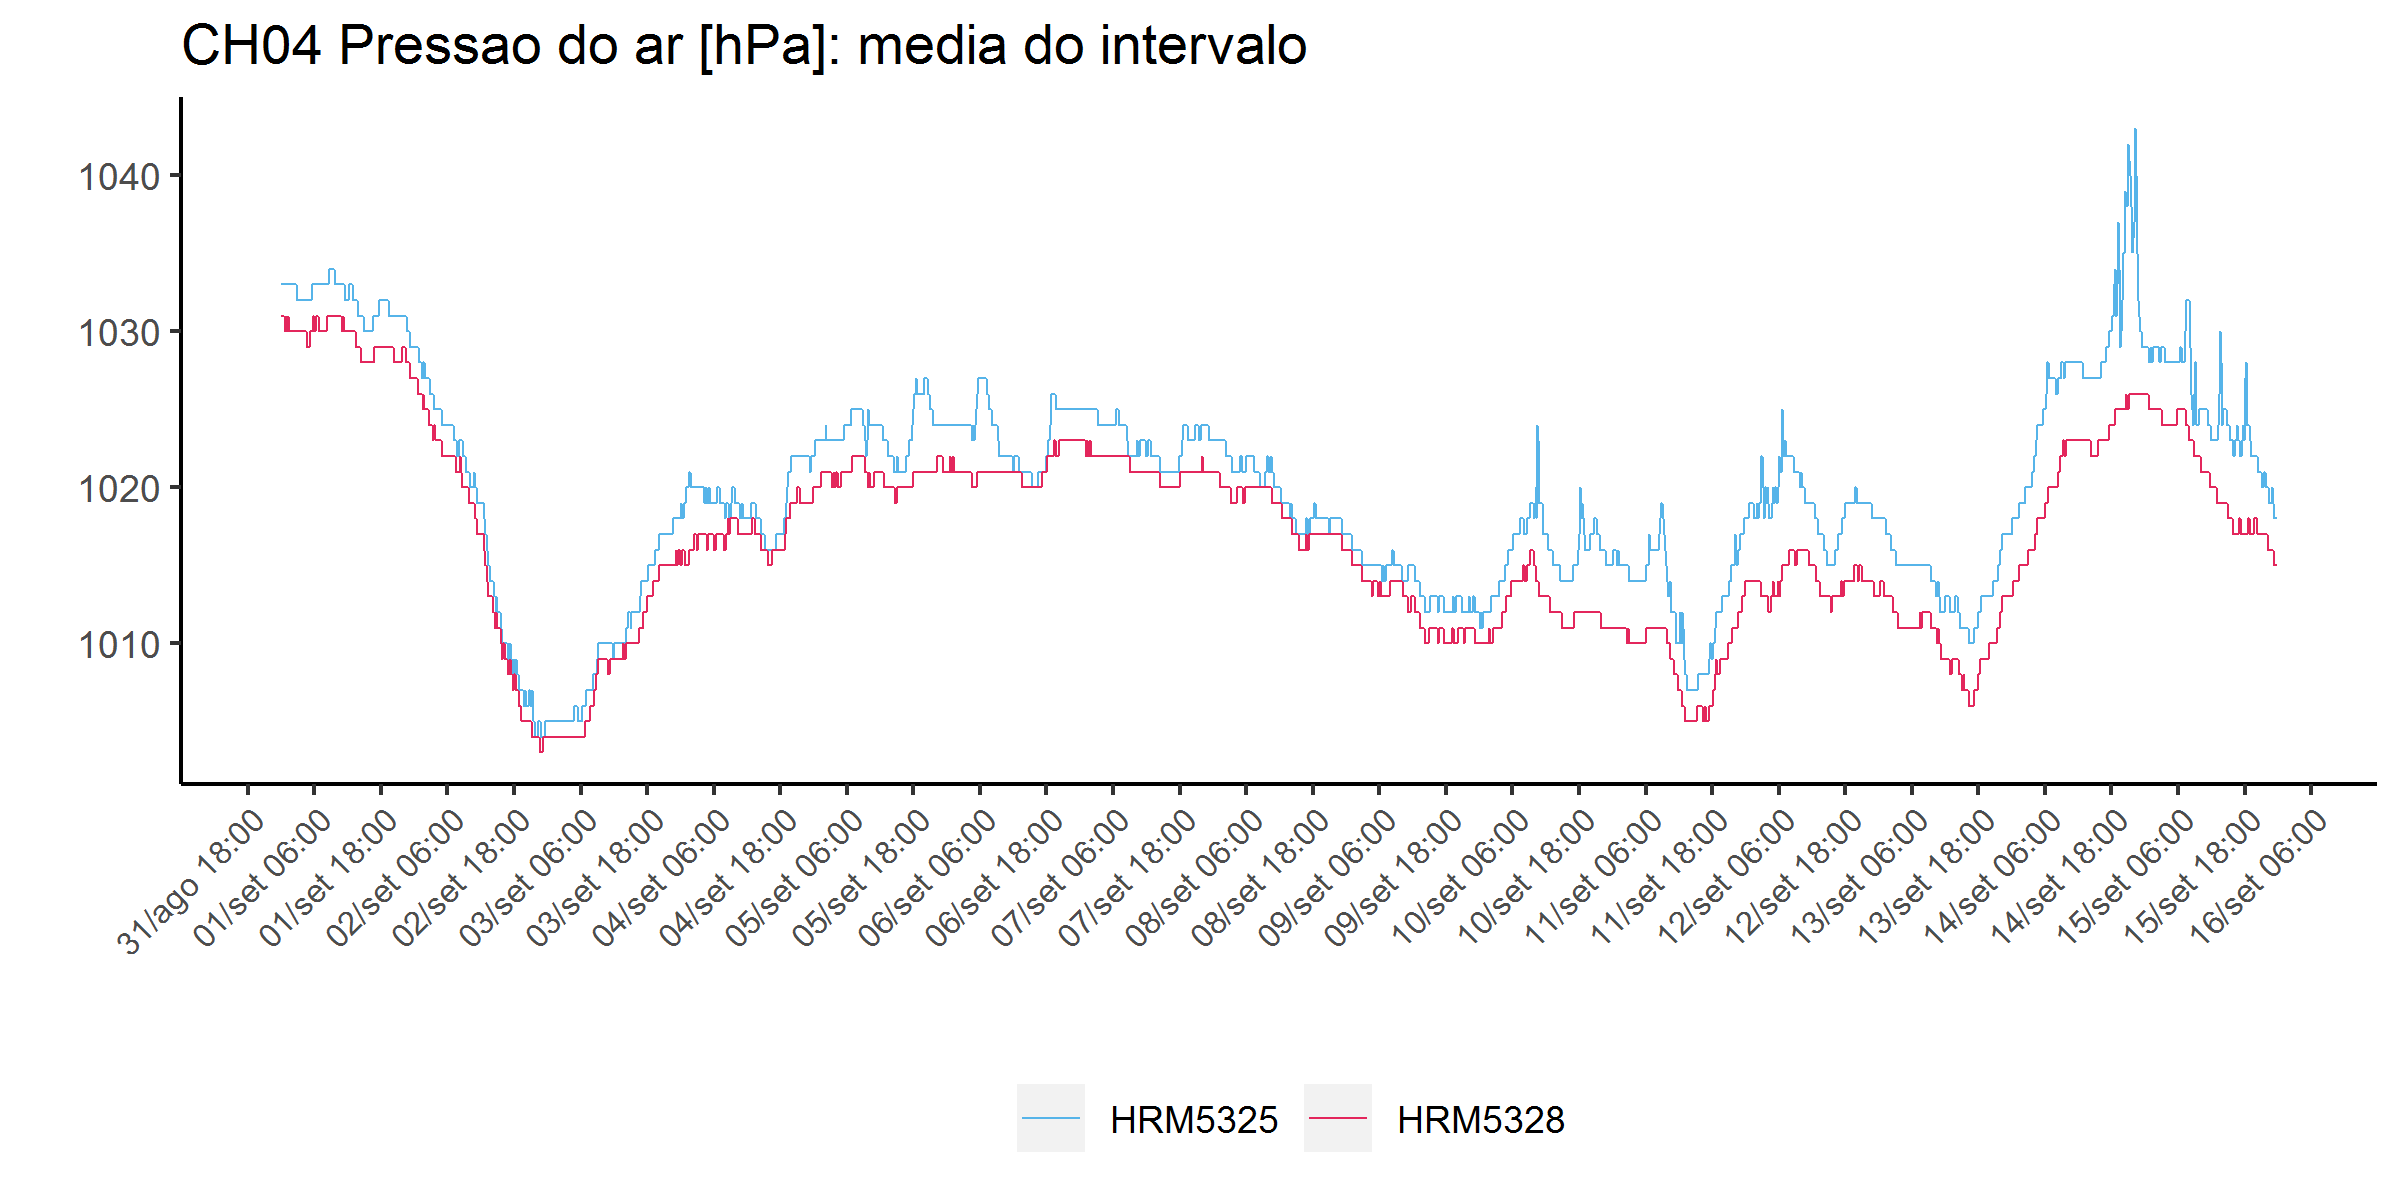 CH04 Pressao do ar [hPa]: media do intervalo
1040
1030
1020
1010
31/ago 18:00
01/set 06:00
01/set 18:00
02/set 06:00
02/set 18:00
03/set 06:00
03/set 18:00
04/set 06:00
04/set 18:00
05/set 06:00
05/set 18:00
06/set 06:00
06/set 18:00
07/set 06:00
07/set 18:00
08/set 06:00
08/set 18:00
09/set 06:00
09/set 18:00
10/set 06:00
10/set 18:00
11/set 06:00
11/set 18:00
12/set 06:00
12/set 18:00
13/set 06:00
13/set 18:00
14/set 06:00
14/set 18:00
15/set 06:00
15/set 18:00
16/set 06:00
HRM5325 HRM5328